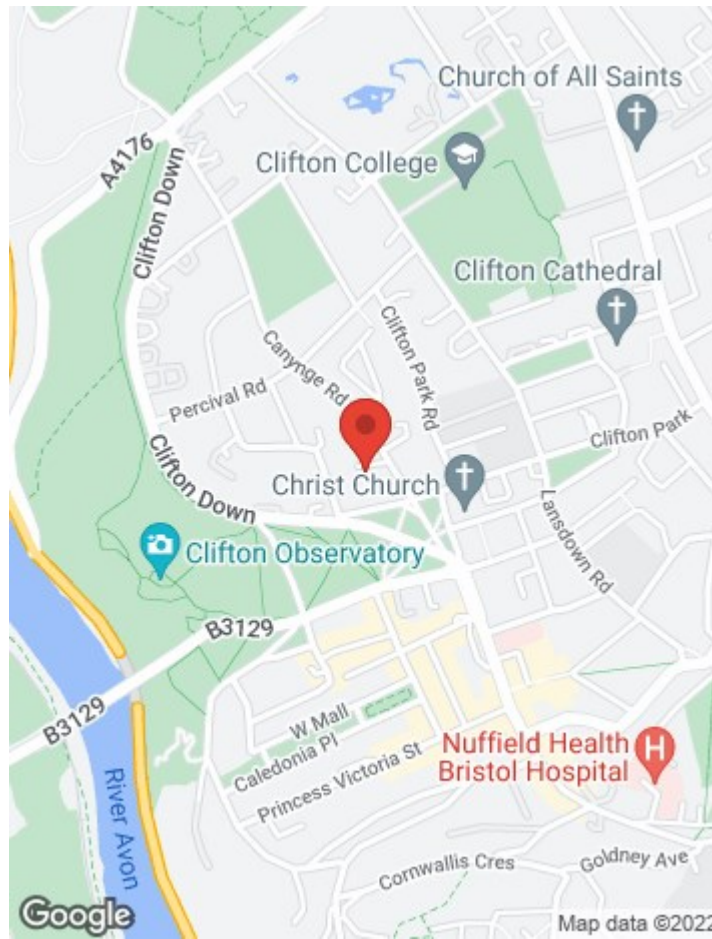 Church of All Saints
A4176
Clifton College
Clifton Down
Clifton Cathedral
Canynge Rd
Clifton Park Rd
Percival Rd
Clifton Park
Clifton Down
Christ Church
Lansdown Rd
Clifton Observatory
B3129
B3129
W Mall
Caledonia Pl
Princess Victoria St
Nuffield Health
Bristol Hospital
H
River Avon
Cornwallis Cres
Goldney Ave
Google
Map data ©2022